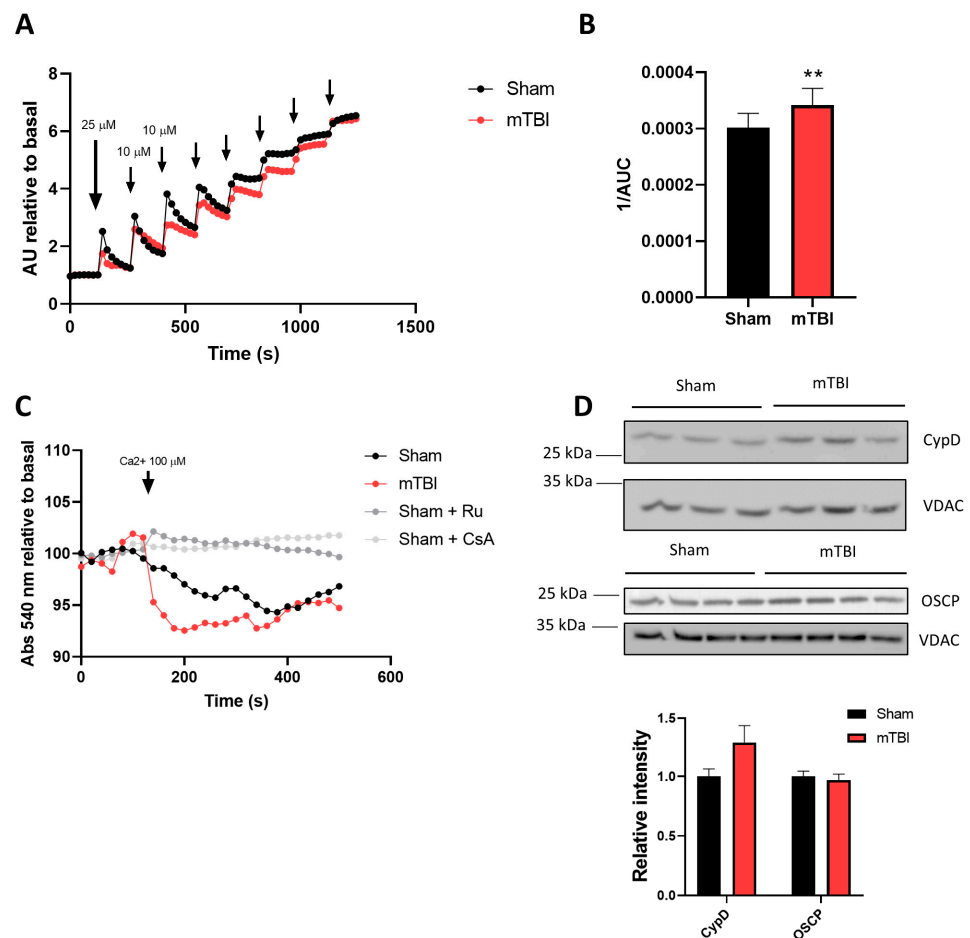 A
AU relative to basal
8
6
4
2
0
25 μM
10 μM
10 μM
0
500
1000
1500
Time (s)
Sham
mTBI
B
1/AUC
0.0004
0.0003
0.0002
0.0001
0.0000
**
Sham
mTBI
C
Abs 540 nm relative to basal
110
105
100
95
90
Ca2+ 100 μM
0
200
400
600
Time (s)
Sham
mTBI
Sham + Ru
Sham + CsA
D
Sham
mTBI
CypD
25 kDa
35 kDa
VDAC
Sham
mTBI
25 kDa
OSCP
35 kDa
VDAC
Relative intensity
1.5
1.0
0.5
0.0
Sham
mTBI
CypD
OSCP